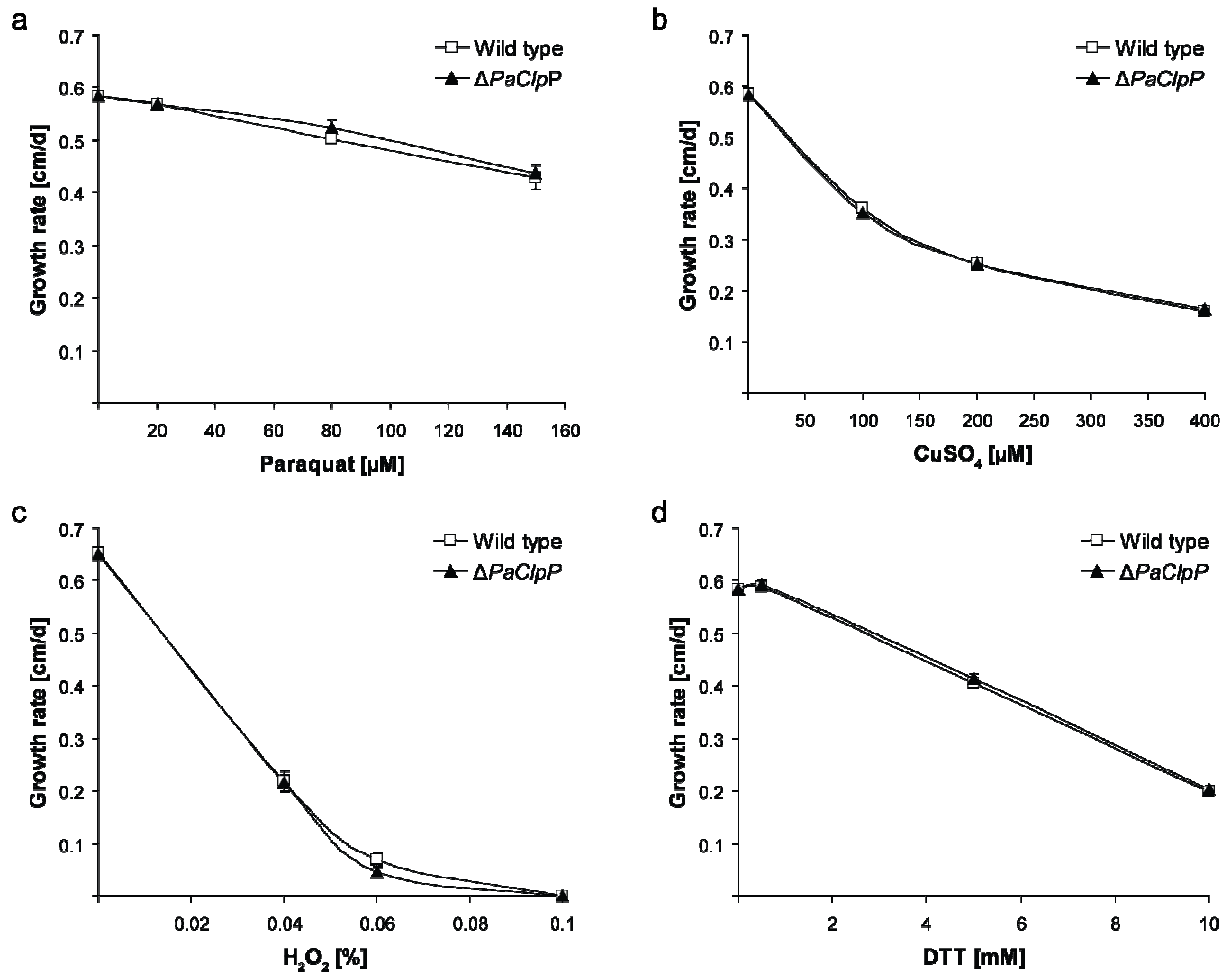 a
0.7
0.6
0.5
0.4
0.3
0.2
0.1
Growth rate [cm/d]
Wild type
ΔPaClpP
20 40 60 80 100 120 140 160
Paraquat [µM]
b
0.7
0.6
0.5
0.4
0.3
0.2
0.1
Growth rate [cm/d]
Wild type
ΔPaClpP
50 100 150 200 250 300 350 400
CuSO₄ [µM]
c
0.7
0.6
0.5
0.4
0.3
0.2
0.1
Growth rate [cm/d]
Wild type
ΔPaClpP
0.02 0.04 0.06 0.08 0.1
H₂O₂ [%]
d
0.7
0.6
0.5
0.4
0.3
0.2
0.1
Growth rate [cm/d]
Wild type
ΔPaClpP
2 4 6 8 10
DTT [mM]